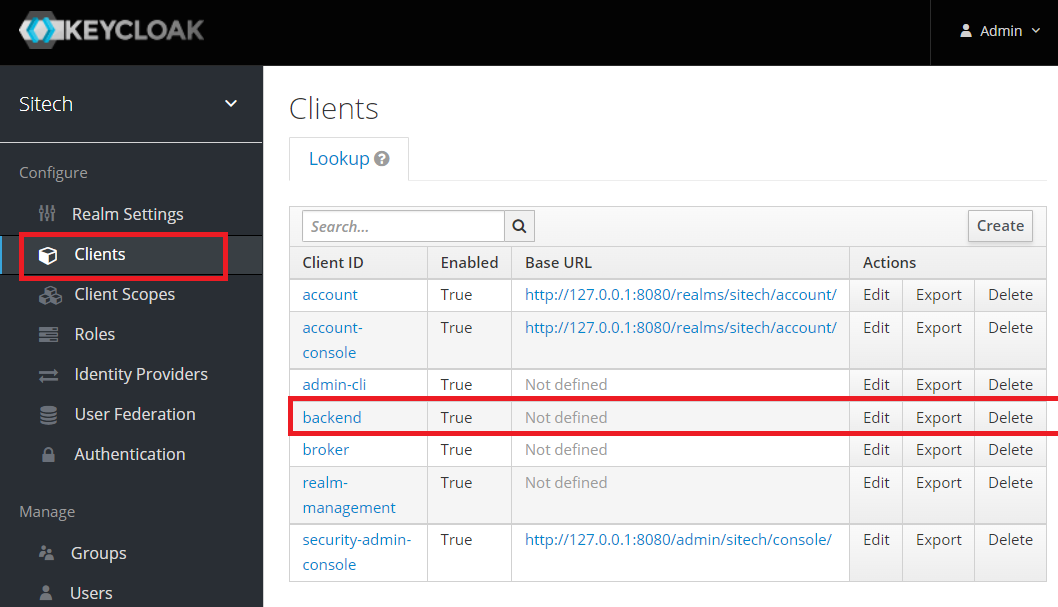 KEYCLOAK
Admin
Sitech
Configure
Realm Settings
Clients
Client Scopes
Roles
Identity Providers
User Federation
Authentication
Manage
Groups
Users
Clients
Lookup ?
Search...
Create
Client ID Enabled Base URL Actions
account True http://127.0.0.1:8080/realms/sitech/account/ Edit Export Delete
account- True http://127.0.0.1:8080/realms/sitech/account/ Edit Export Delete
console
admin-cli True Not defined Edit Export Delete
backend True Not defined Edit Export Delete
broker True Not defined Edit Export Delete
realm- True Not defined Edit Export Delete
management
security-admin- True http://127.0.0.1:8080/admin/sitech/console/ Edit Export Delete
console